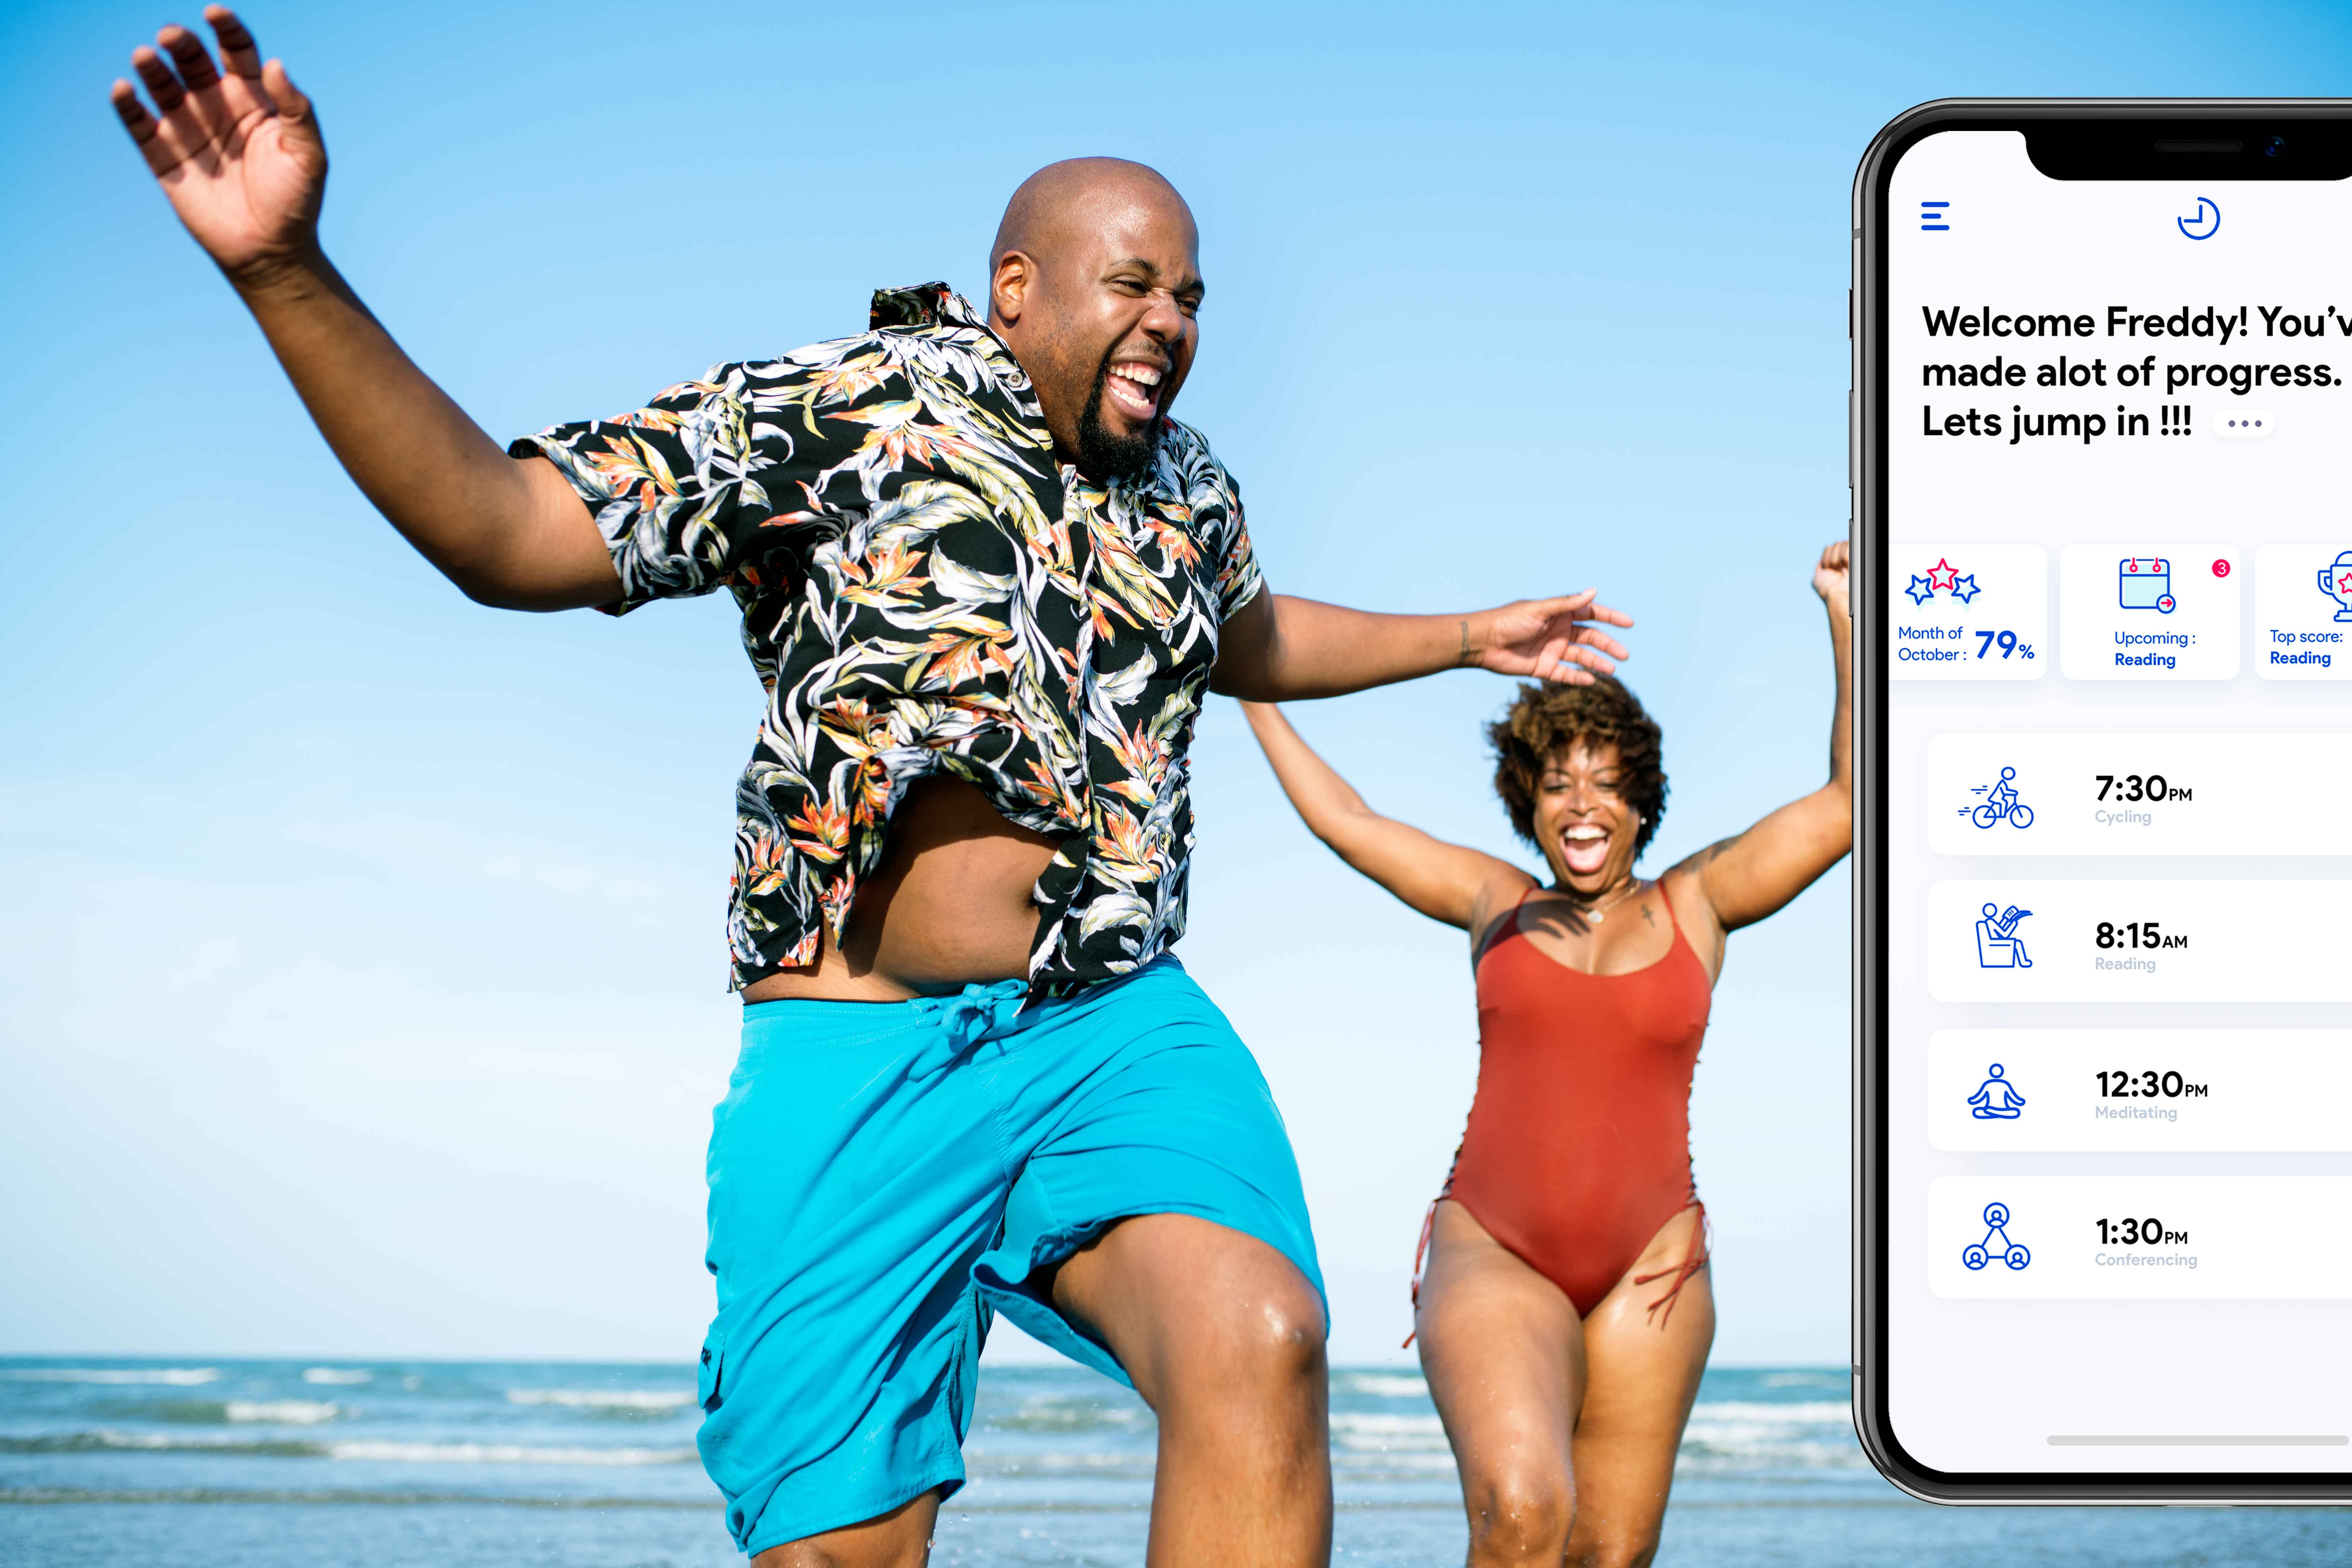 Welcome Freddy! You'v
made alot of progress.
Lets jump in !!!
3
Month of
October : 79%
Upcoming :
Reading
Top score:
Reading
7:30PM
Cycling
8:15AM
Reading
12:30PM
Meditating
1:30PM
Conferencing